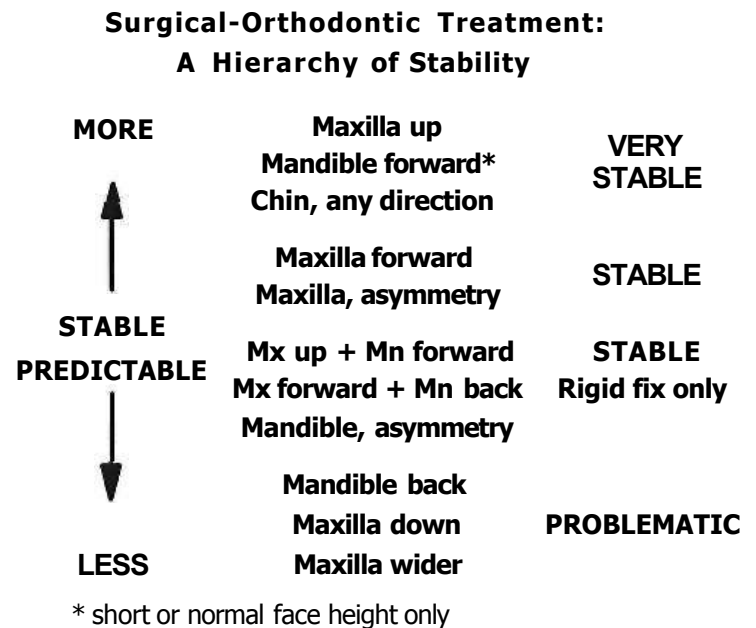 Surgical-Orthodontic Treatment:
A Hierarchy of Stability
MORE
STABLE
PREDICTABLE
LESS
Maxilla up
Mandible forward*
Chin, any direction
VERY
STABLE
Maxilla forward
Maxilla, asymmetry
STABLE
Mx up + Mn forward
Mx forward + Mn back
Mandible, asymmetry
STABLE
Rigid fix only
Mandible back
Maxilla down
Maxilla wider
PROBLEMATIC
* short or normal face height only